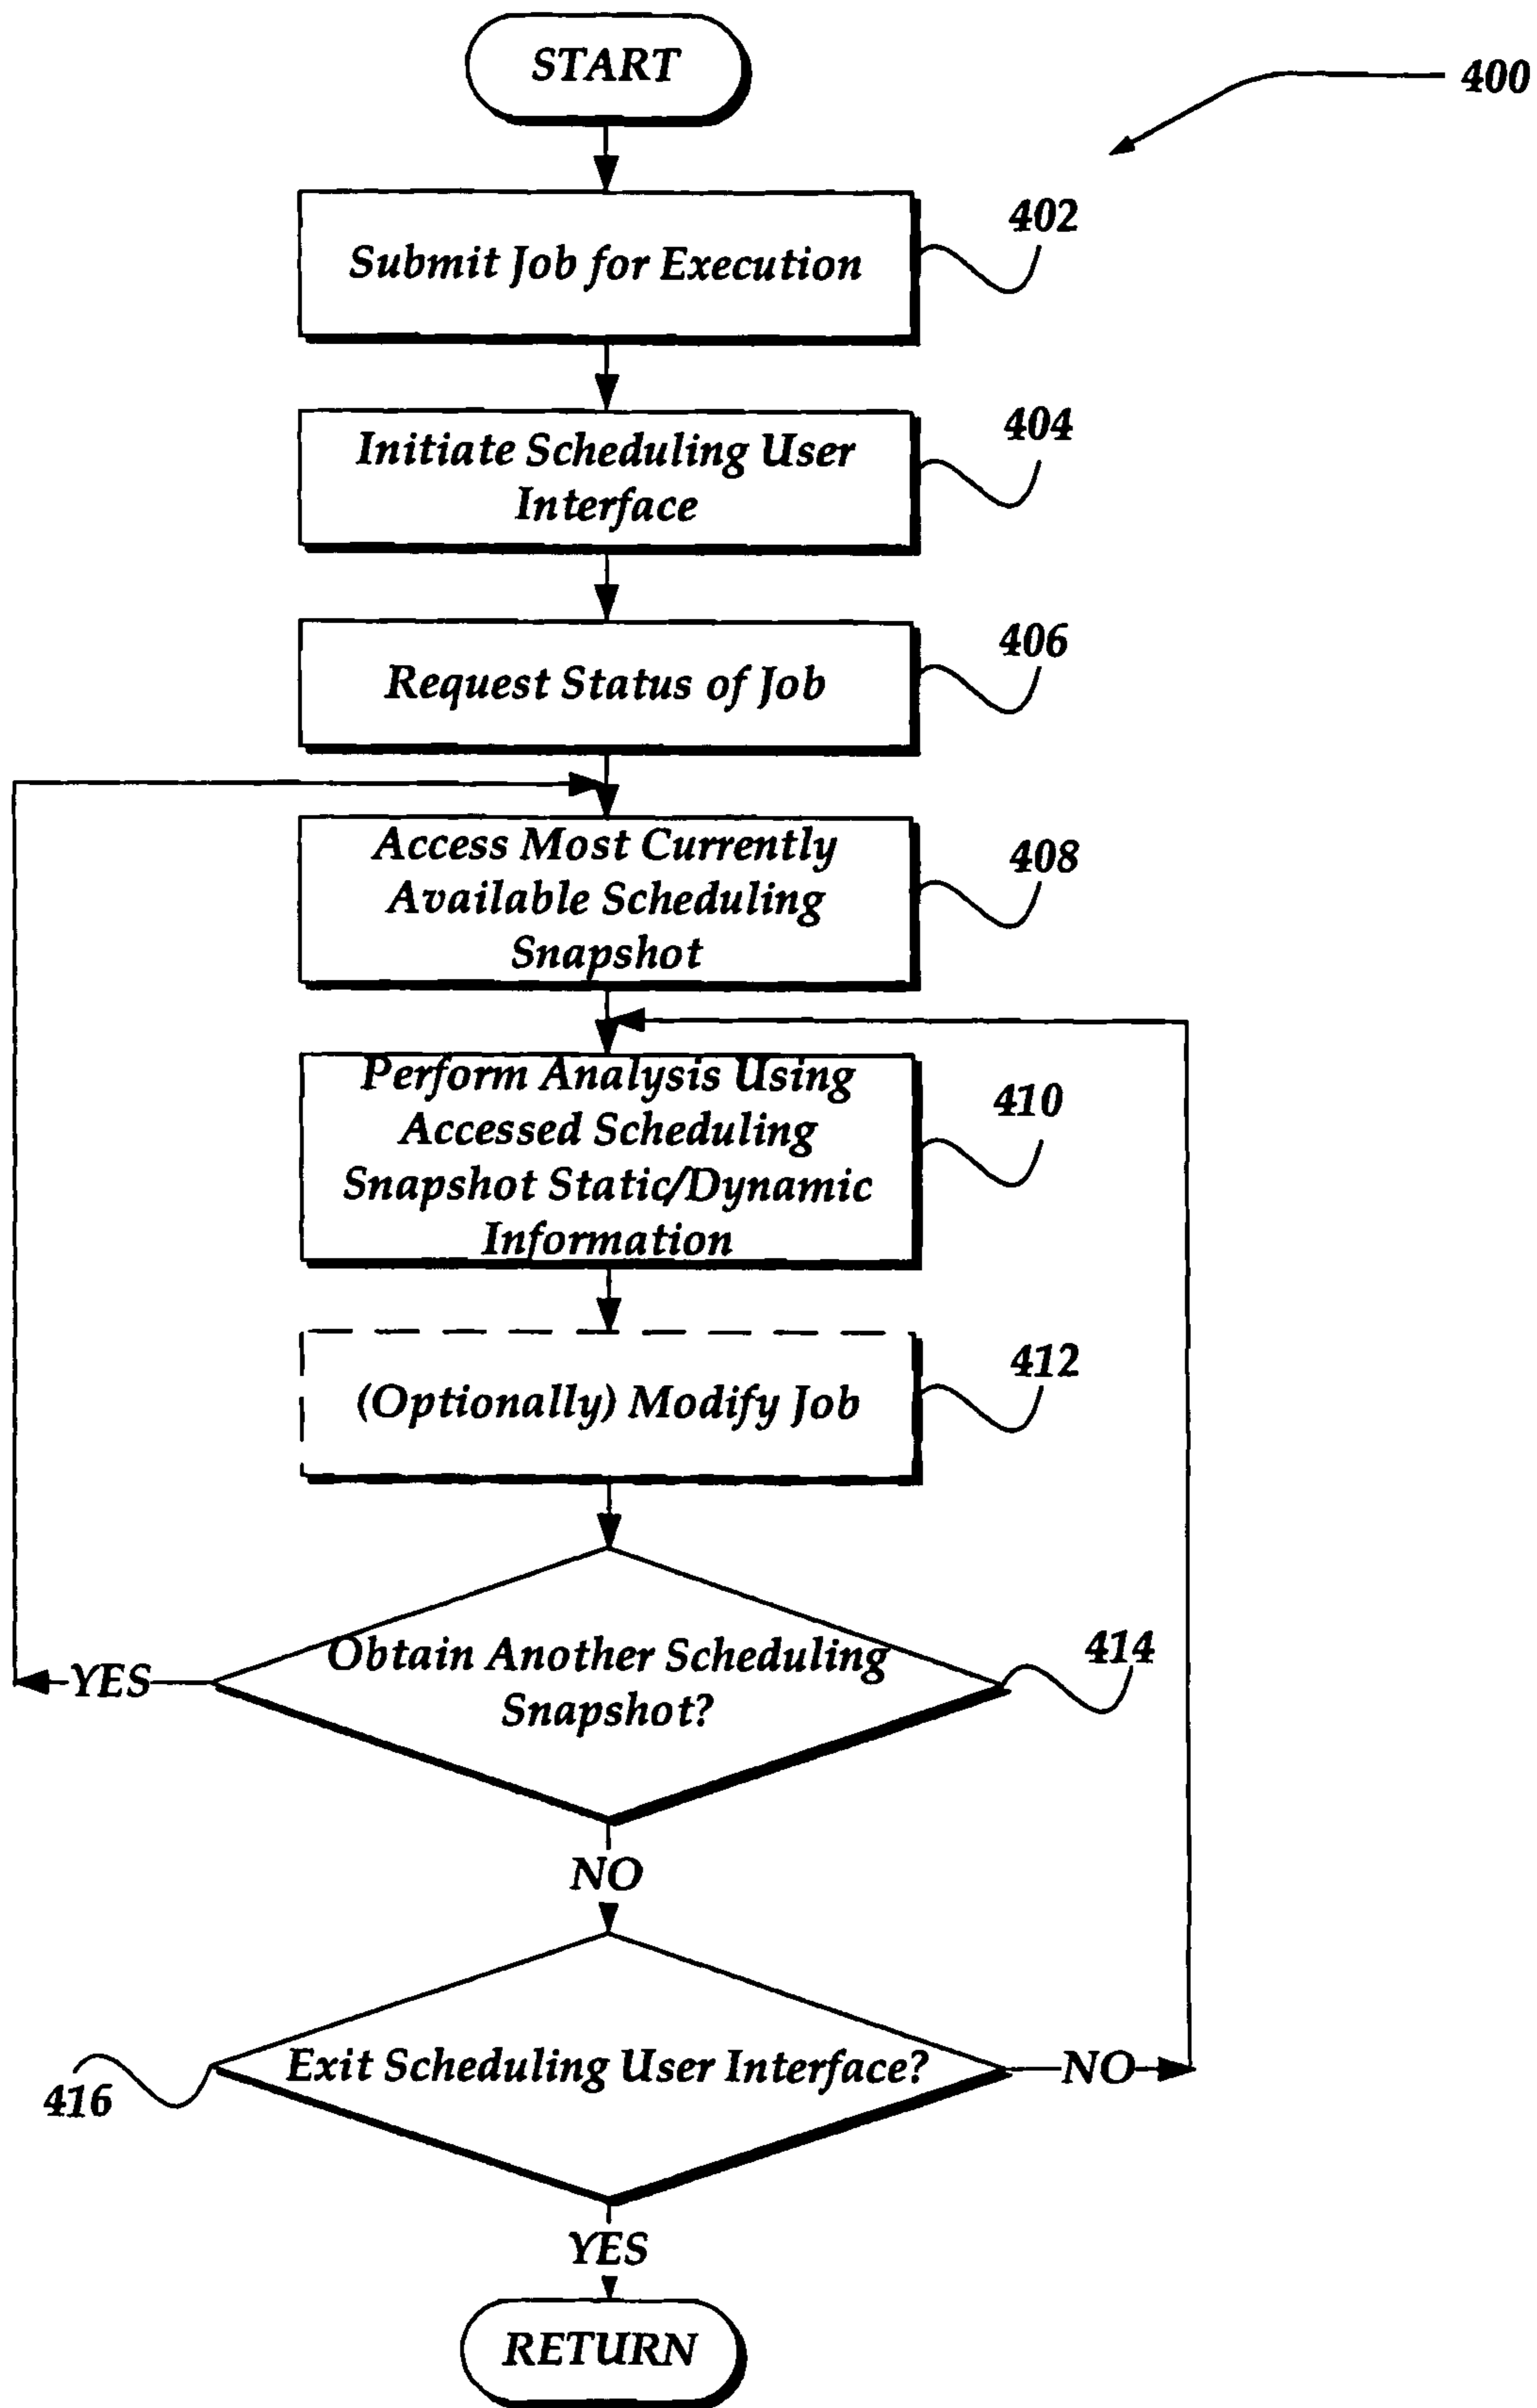 START
400
Submit Job for Execution
402
Initiate Scheduling User
Interface
404
Request Status of Job
406
Access Most Currently
Available Scheduling
Snapshot
408
Perform Analysis Using
Accessed Scheduling
Snapshot Static/Dynamic
Information
410
(Optionally) Modify Job
412
Obtain Another Scheduling
Snapshot?
414
YES
NO
Exit Scheduling User Interface?
416
NO
YES
RETURN